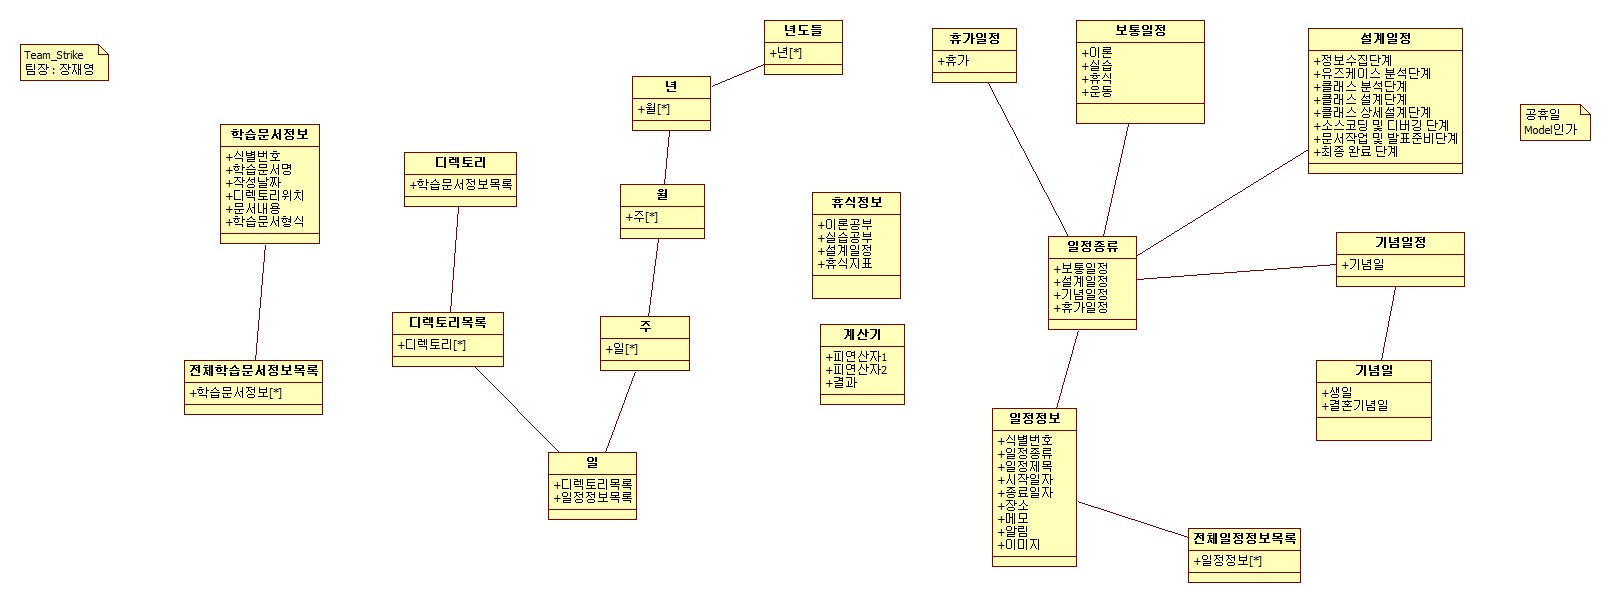 Team_Strike
팀장 : 장재영
학습문서정보
+식별번호
+학습문서명
+작성날짜
+디렉토리위치
+문서내용
+학습문서형식
전체학습문서정보목록
+학습문서정보[*]
디렉토리
+학습문서정보목록
디렉토리목록
+디렉토리[*]
년도들
+년[*]
년
+월[*]
월
+주[*]
주
+일[*]
일
+디렉토리목록
+일정정보목록
휴식정보
+이론공부
+실습공부
+설계일정
+휴식지표
계산기
+피연산자1
+피연산자2
+결과
휴가일정
+휴가
보통일정
+이론
+실습
+휴식
+운동
설계일정
+정보수집단계
+유즈케이스 분석단계
+클래스 분석단계
+클래스 설계단계
+클래스 상세설계단계
+소스코딩 및 디버깅 단계
+문서작업 및 발표준비단계
+최종 완료 단계
공휴일
Model인가
일정종류
+보통일정
+설계일정
+기념일정
+휴가일정
기념일정
+기념일
기념일
+생일
+결혼기념일
일정정보
+식별번호
+일정종류
+일정제목
+시작일자
+종료일자
+장소
+메모
+알림
+이미지
전체일정정보목록
+일정정보[*]